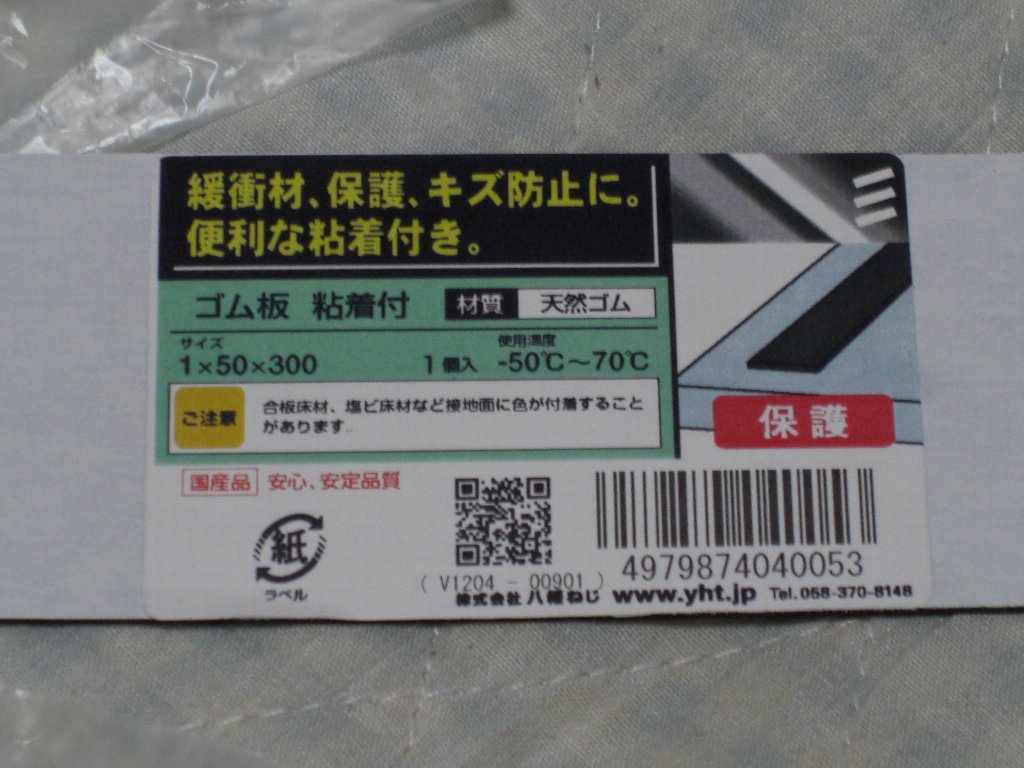 緩衝材、保護、キズ防止に。
便利な粘着付き。
ゴム板 粘着付 材質 天然ゴム
サイズ 使用温度
1×50×300 1個入 -50℃～70℃
ご注意 合板床材、塩ビ床材など接地面に色が付着すること
があります。
保護
国産品 安心、安定品質
紙
ラベル
4979874040053
( V1204 - 00901 )
株式会社 八幡ねじ www.yht.jp Tel.058-370-8148